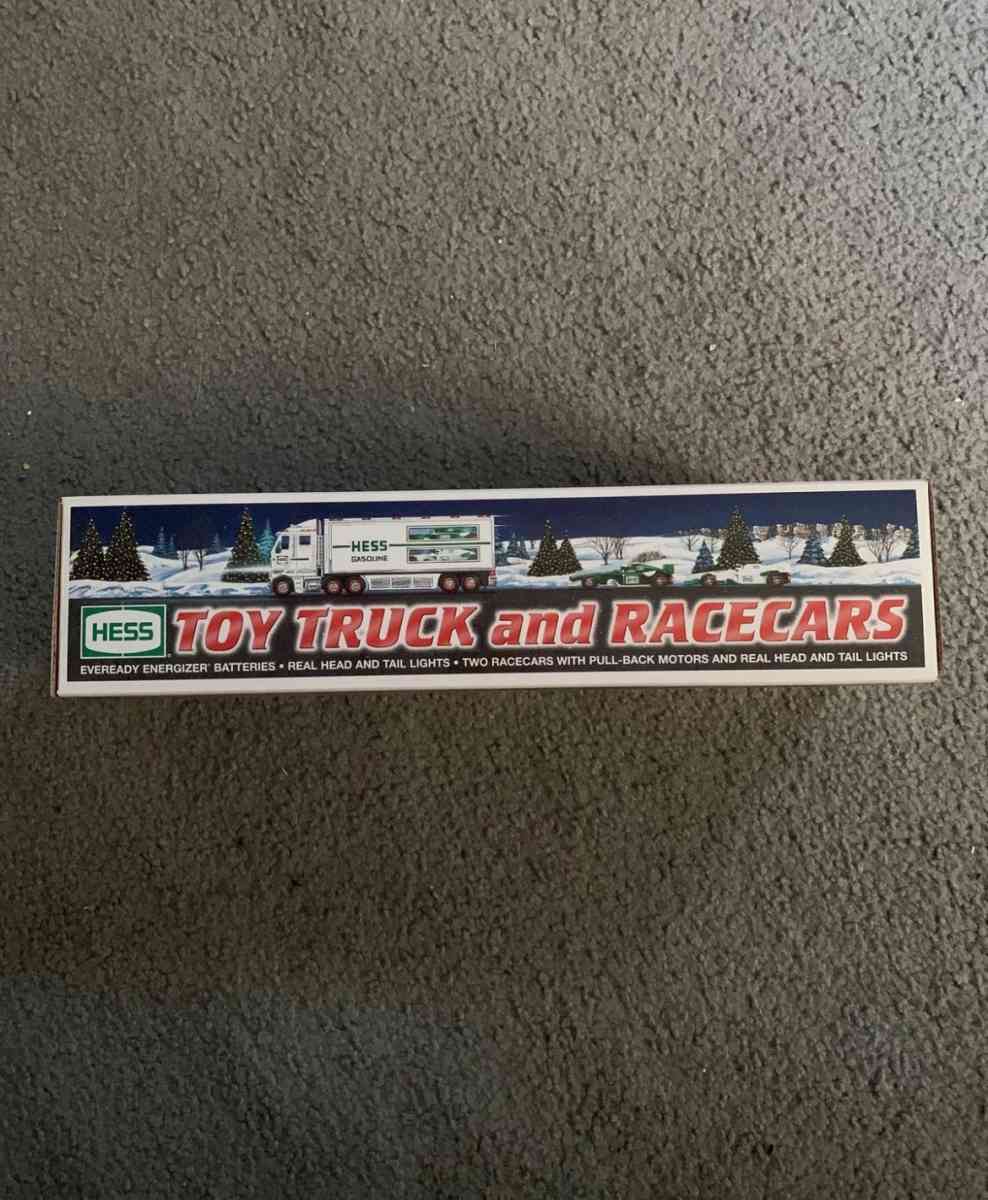 HESS
GASOLINE
HESS
TOY TRUCK and RACECARS
EVEREADY ENERGIZER® BATTERIES • REAL HEAD AND TAIL LIGHTS • TWO RACECARS WITH PULL-BACK MOTORS AND REAL HEAD AND TAIL LIGHTS